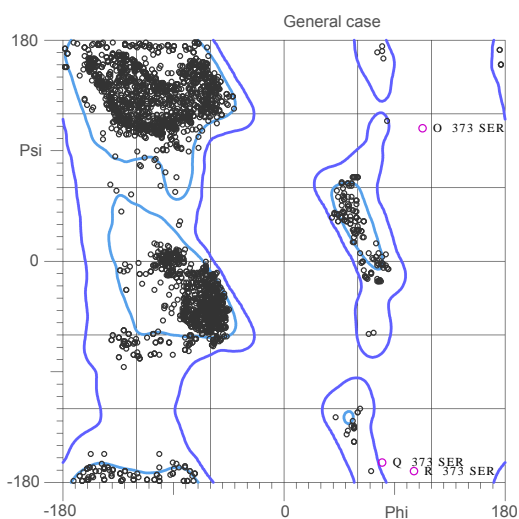 General case
180
O 373 SER
Psi
0
Q 373 SER
R 373 SER
-180
-180
0
Phi
180